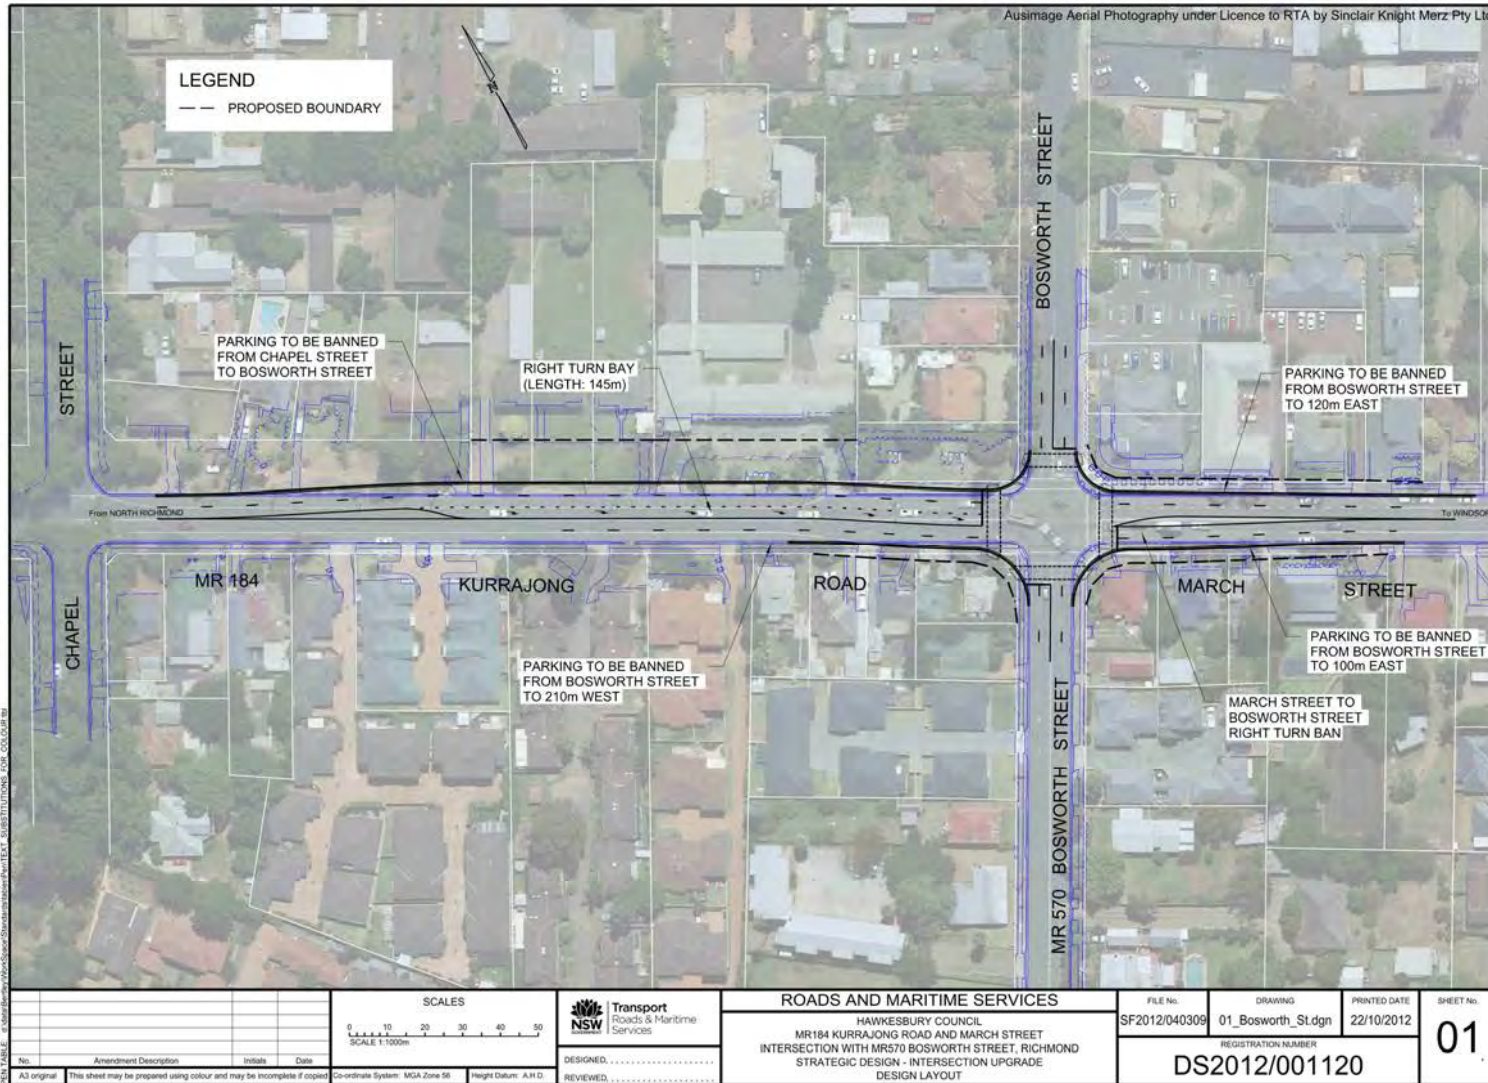 Ausimage Aerial Photography under Licence to RTA by Sinclair Knight Merz Pty Ltd
LEGEND
PROPOSED BOUNDARY
N
BOSWORTH STREET
STREET
PARKING TO BE BANNED
FROM CHAPEL STREET
TO BOSWORTH STREET
RIGHT TURN BAY
(LENGTH: 145m)
PARKING TO BE BANNED
FROM BOSWORTH STREET
TO 120m EAST
From NORTH RICHMOND
To WINDSOR
MR 184
KURRAJONG
ROAD
MARCH
STREET
CHAPEL
PARKING TO BE BANNED
FROM BOSWORTH STREET
TO 210m WEST
PARKING TO BE BANNED
FROM BOSWORTH STREET
TO 100m EAST
MARCH STREET TO
BOSWORTH STREET
RIGHT TURN BAN
MR 570 BOSWORTH STREET
SCALES
0 10 20 30 40 50
SCALE 1:1000m
No. Amendment Description Initials Date
A3 original This sheet may be prepared using colour and may be incomplete if copied
Co-ordinate System: MGA Zone 56 Height Datum: A.H.D.
NSW
GOVERNMENT
Transport
Roads & Maritime
Services
DESIGNED,
REVIEWED,
ROADS AND MARITIME SERVICES
HAWKESBURY COUNCIL
MR184 KURRAJONG ROAD AND MARCH STREET
INTERSECTION WITH MR570 BOSWORTH STREET, RICHMOND
STRATEGIC DESIGN - INTERSECTION UPGRADE
DESIGN LAYOUT
FILE No.
SF2012/040309
DRAWING
01_Bosworth_St.dgn
PRINTED DATE
22/10/2012
SHEET No.
01
REGISTRATION NUMBER
DS2012/001120